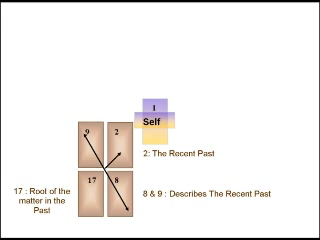 1
Self
9 2
2: The Recent Past
17 8
17 : Root of the
matter in the
Past
8 & 9 : Describes The Recent Past